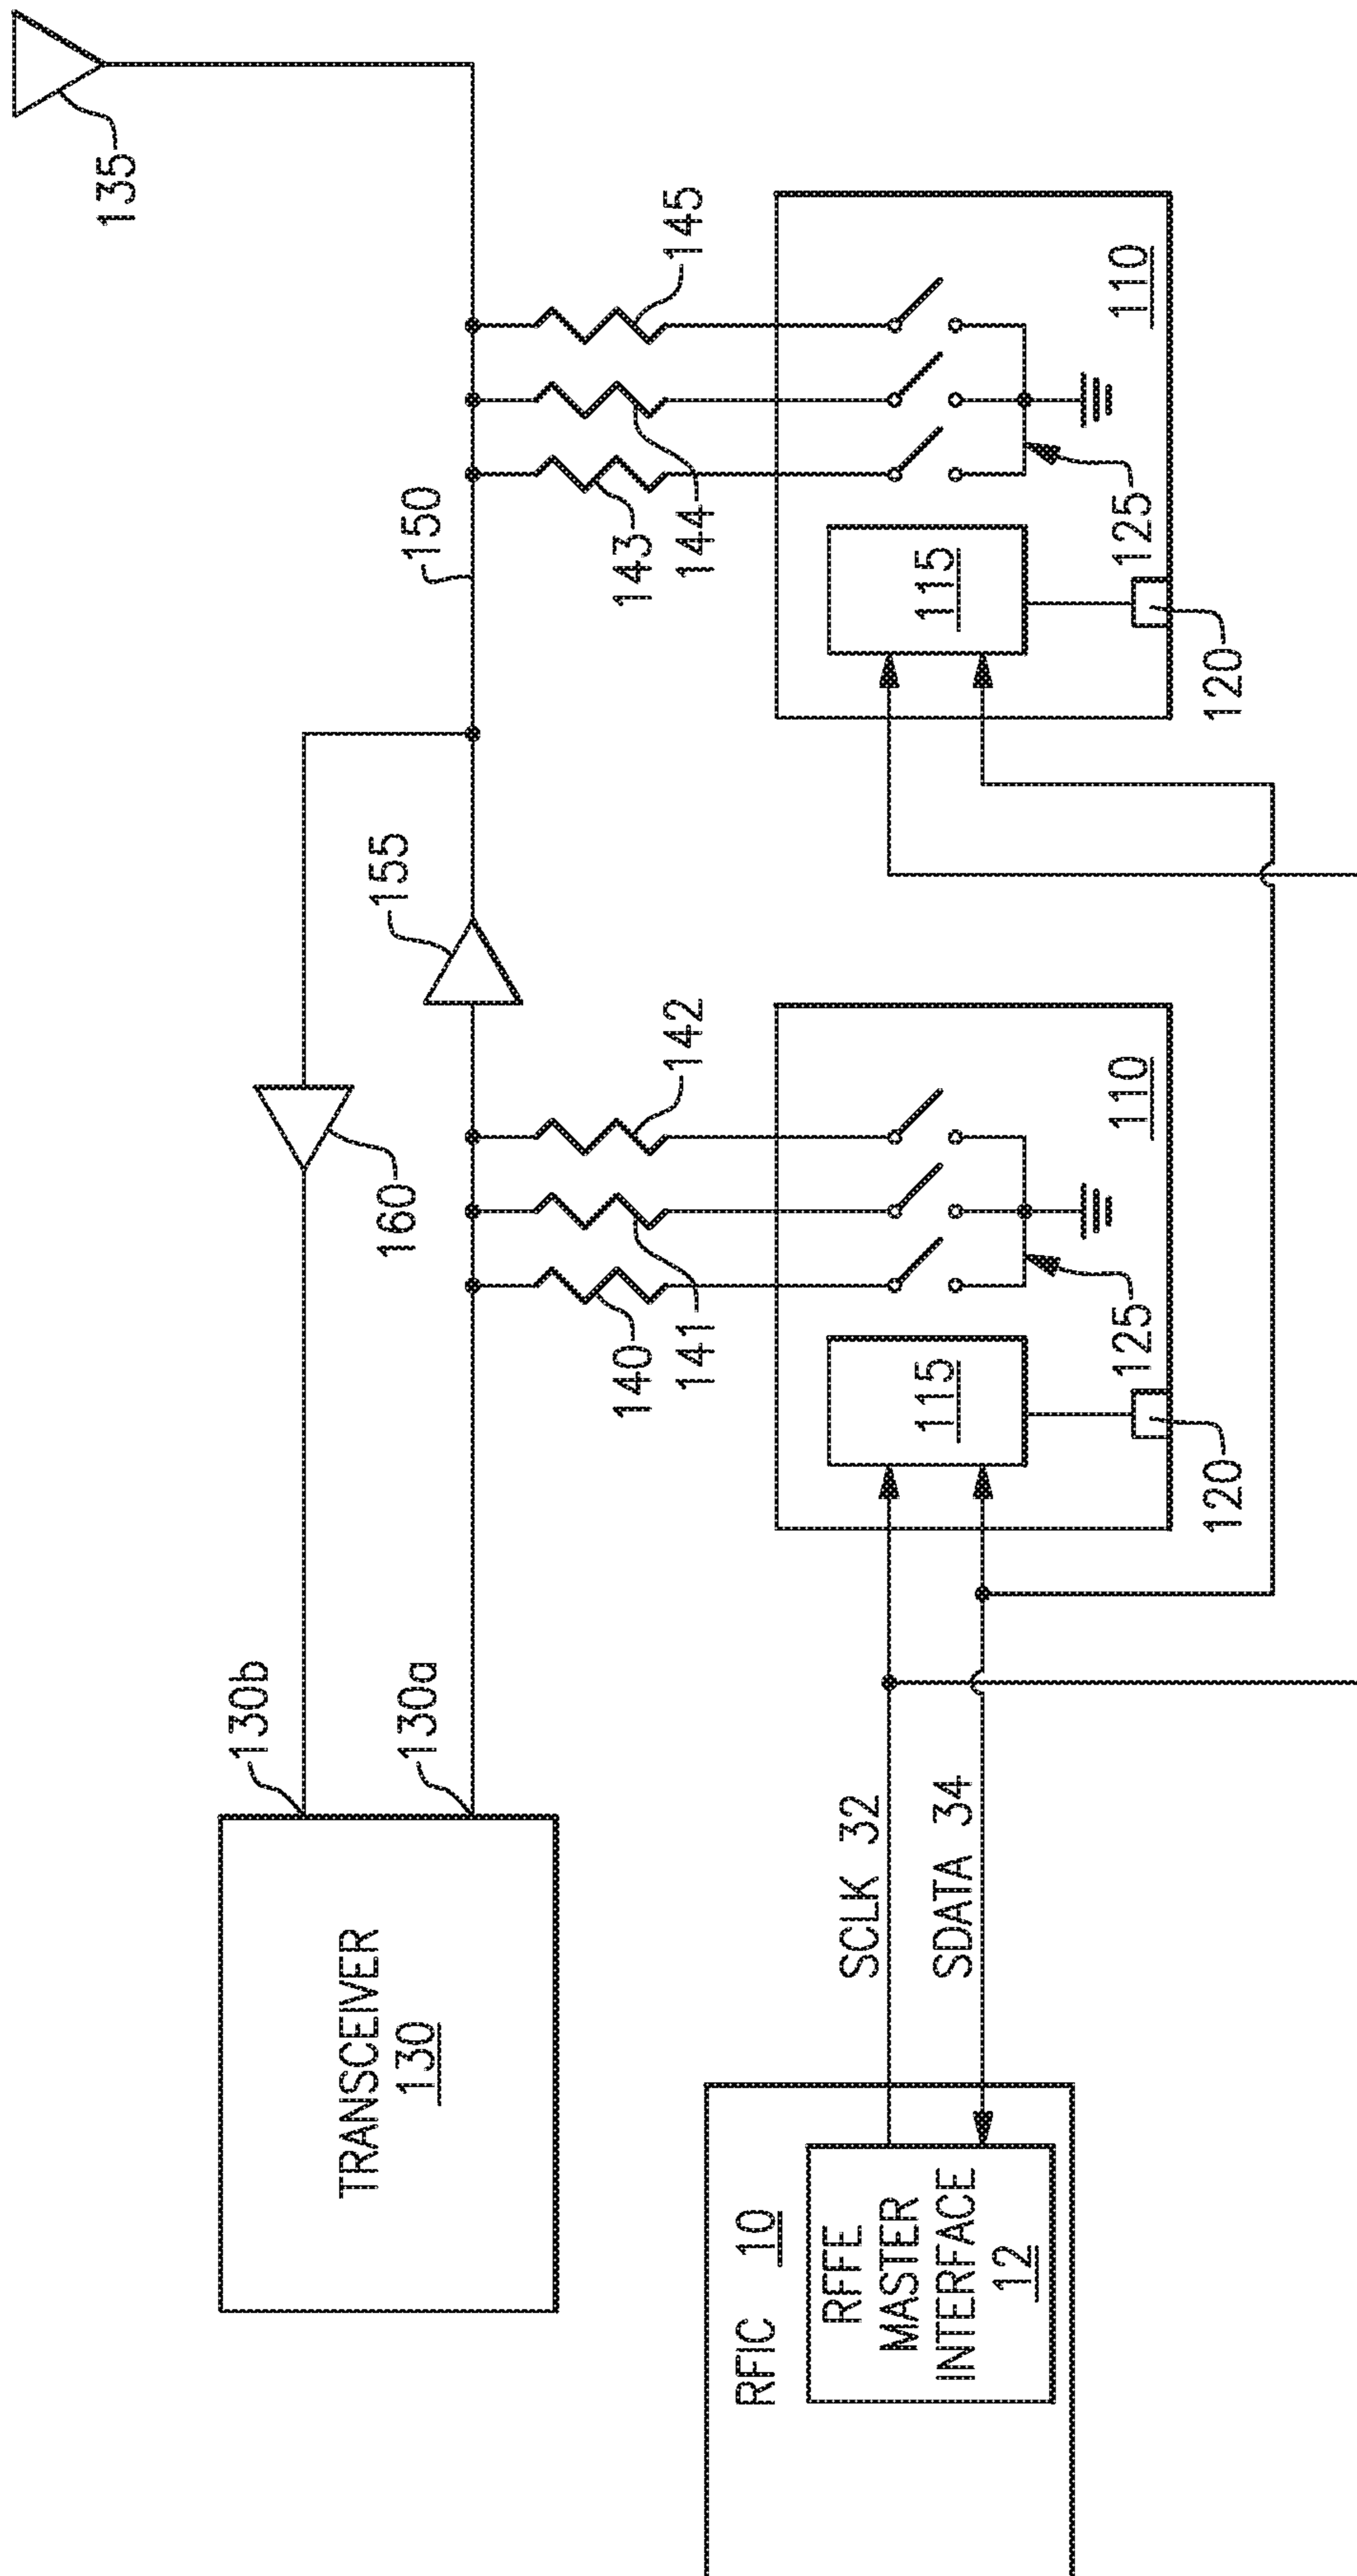 135
150
145
143
144
110
115
125
120
155
160
142
140
141
110
115
125
120
130b
130a
TRANSCEIVER
130
SCLK 32
SDATA 34
RFIC 10
RFFE
MASTER
INTERFACE
12